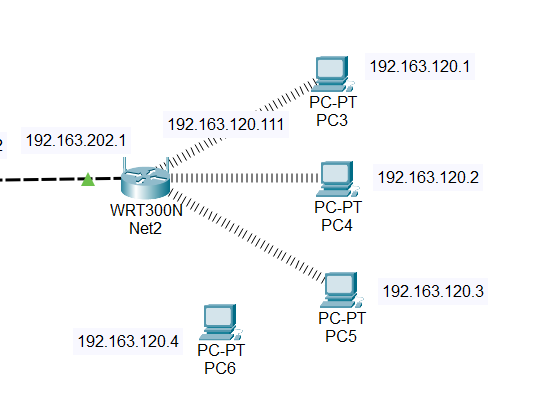 192.163.120.1
PC-PT
PC3
192.163.120.111
2
192.163.202.1
192.163.120.2
WRT300N
Net2
PC-PT
PC4
192.163.120.3
PC-PT
PC5
192.163.120.4
PC-PT
PC6